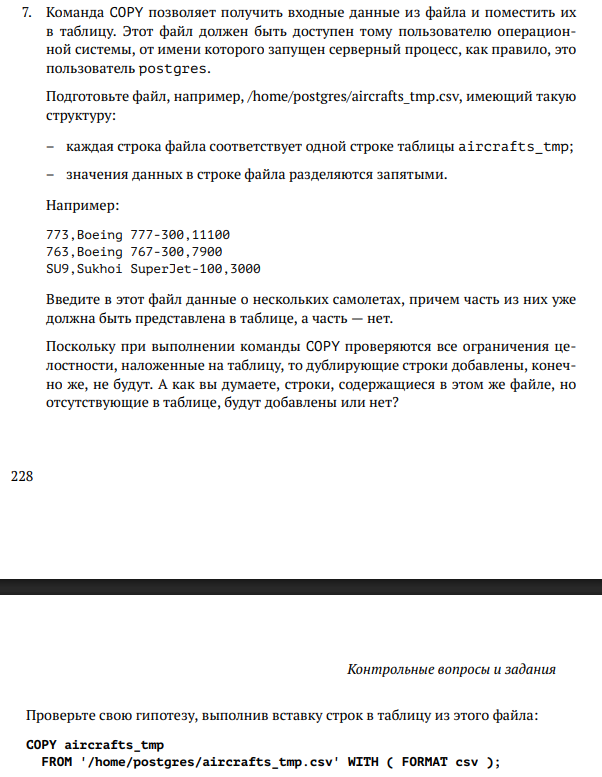 7. Команда COPY позволяет получить входные данные из файла и поместить их
в таблицу. Этот файл должен быть доступен тому пользователю операцион-
ной системы, от имени которого запущен серверный процесс, как правило, это
пользователь postgres.
Подготовьте файл, например, /home/postgres/aircrafts_tmp.csv, имеющий такую
структуру:
– каждая строка файла соответствует одной строке таблицы aircrafts_tmp;
– значения данных в строке файла разделяются запятыми.
Например:
773,Boeing 777-300,11100
763,Boeing 767-300,7900
SU9,Sukhoi SuperJet-100,3000
Введите в этот файл данные о нескольких самолетах, причем часть из них уже
должна быть представлена в таблице, а часть — нет.
Поскольку при выполнении команды COPY проверяются все ограничения це-
лостности, наложенные на таблицу, то дублирующие строки добавлены, конеч-
но же, не будут. А как вы думаете, строки, содержащиеся в этом же файле, но
отсутствующие в таблице, будут добавлены или нет?
228
Контрольные вопросы и задания
Проверьте свою гипотезу, выполнив вставку строк в таблицу из этого файла:
COPY aircrafts_tmp
FROM '/home/postgres/aircrafts_tmp.csv' WITH ( FORMAT csv );